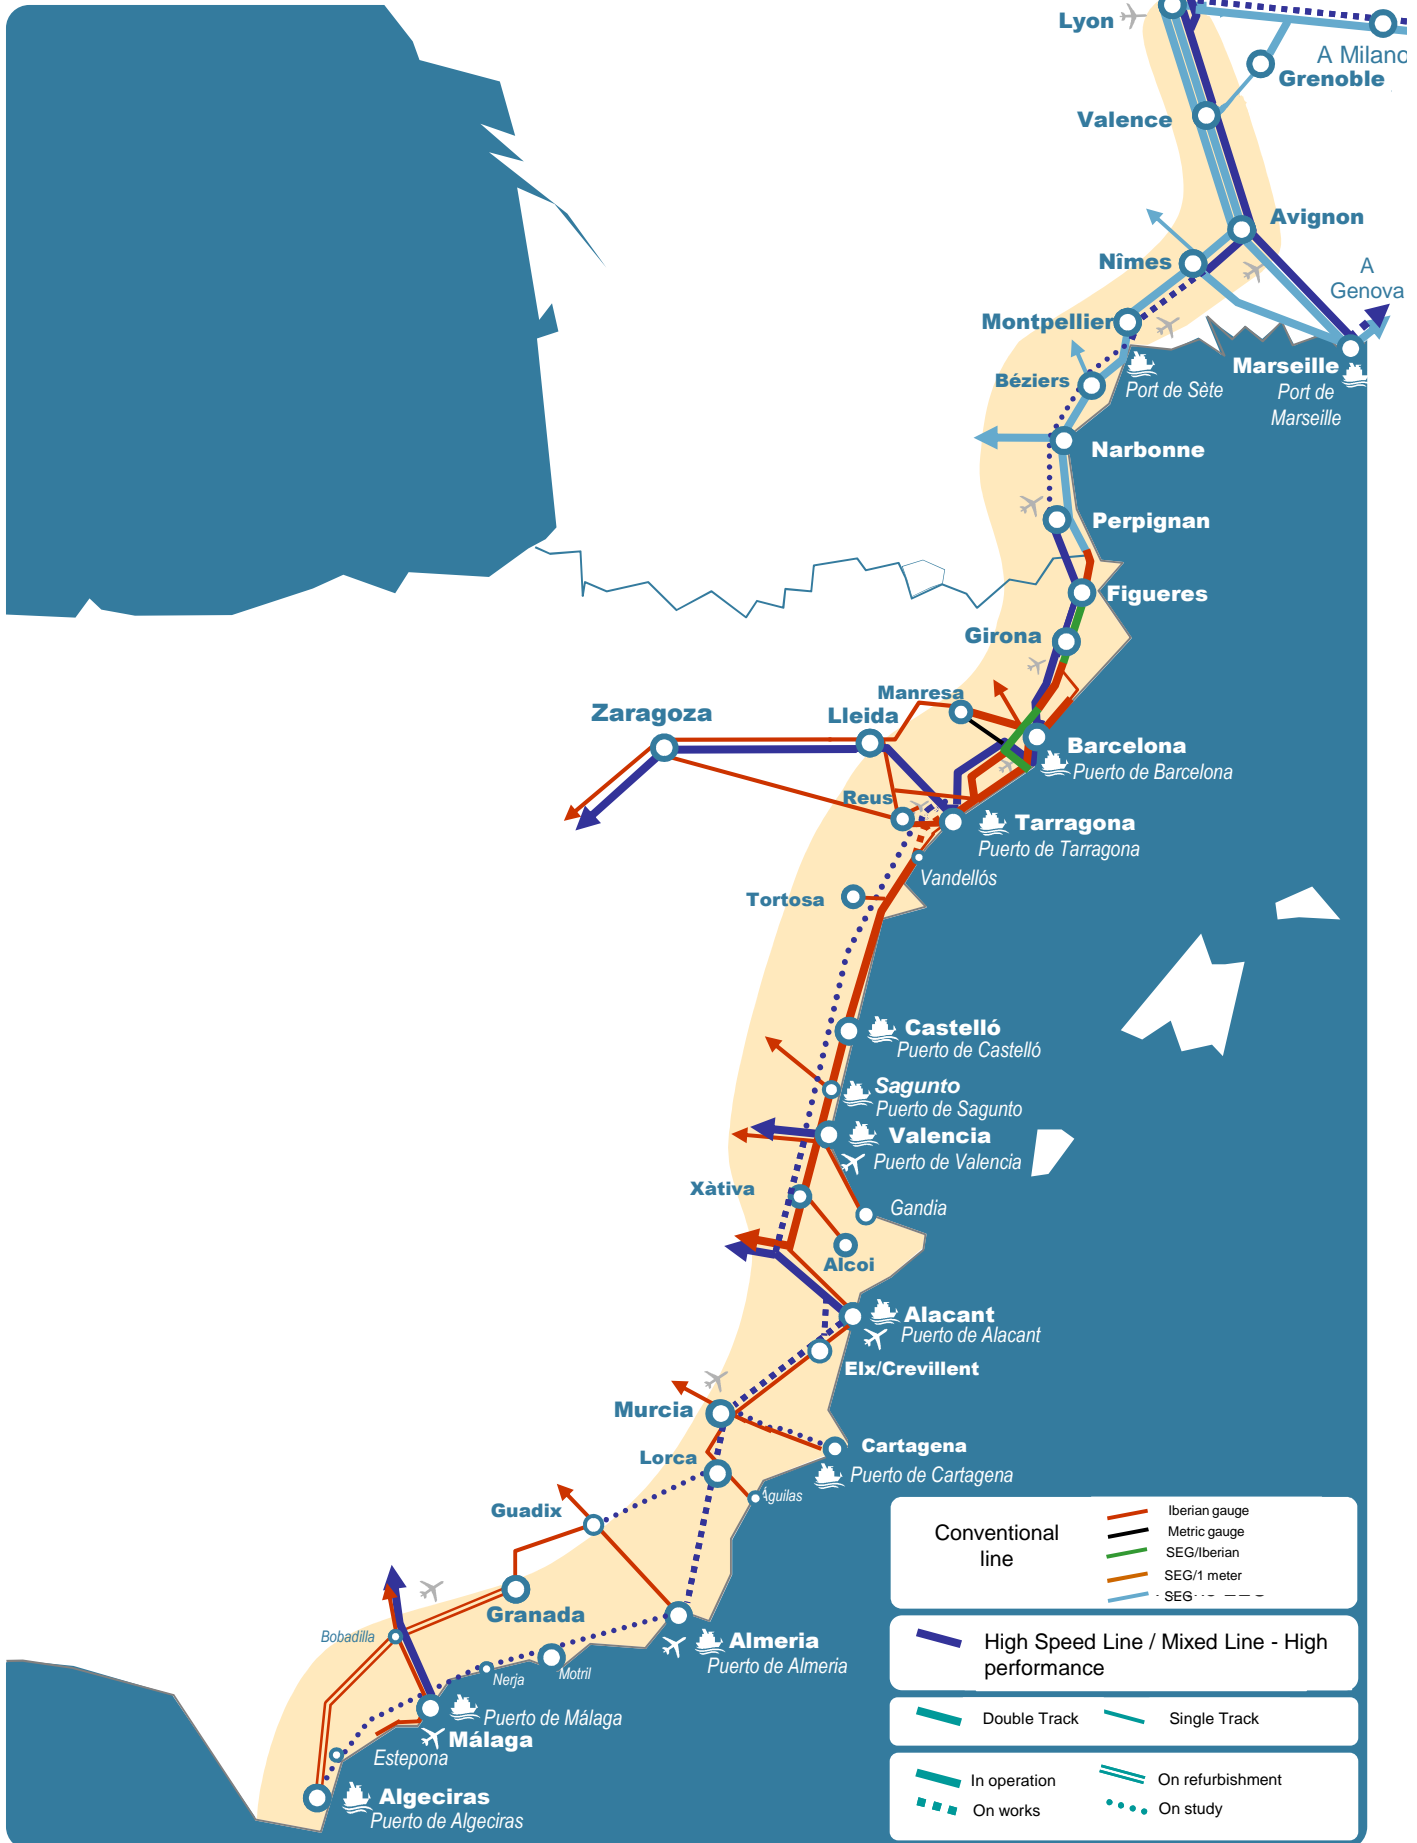 Lyon
A Milano
Grenoble
Valence
Avignon
Nîmes
A
Genova
Montpellier
Marseille
Port de
Marseille
Béziers
Port de Sète
Narbonne
Perpignan
Figueres
Girona
Manresa
Zaragoza
Lleida
Barcelona
Puerto de Barcelona
Reus
Tarragona
Puerto de Tarragona
Vandellós
Tortosa
Castelló
Puerto de Castelló
Sagunto
Puerto de Sagunto
Valencia
Puerto de Valencia
Xàtiva
Gandia
Alcoi
Alacant
Puerto de Alacant
Elx/Crevillent
Murcia
Cartagena
Puerto de Cartagena
Lorca
Águilas
Guadix
Granada
Bobadilla
Almeria
Puerto de Almeria
Motril
Nerja
Puerto de Málaga
Málaga
Estepona
Algeciras
Puerto de Algeciras
Conventional
line
Iberian gauge
Metric gauge
SEG/Iberian
SEG/1 meter
SEG
High Speed Line / Mixed Line - High
performance
Double Track
Single Track
In operation
On refurbishment
On works
On study